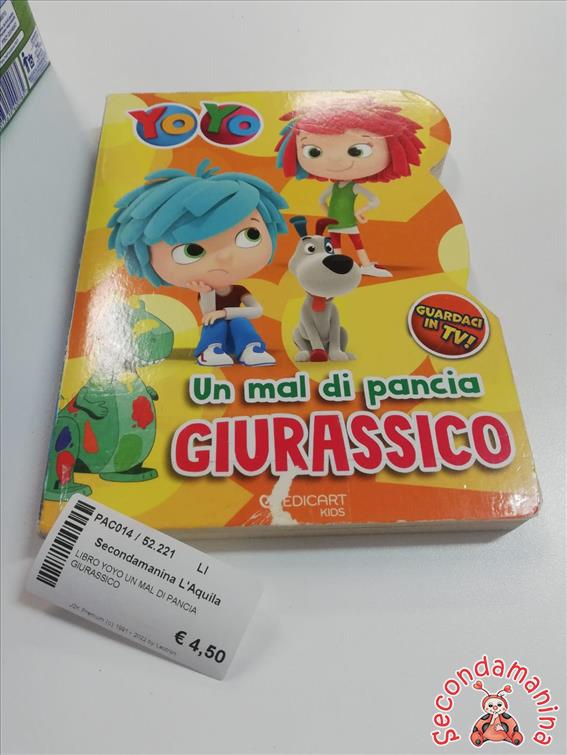 YOYO
GUARDACI
IN TV!
Un mal di pancia
GIURASSICO
EDICART
KIDS
PAC014 / 52.221 LI
Secondamanina L'Aquila
LIBRO YOYO UN MAL DI PANCIA
GIURASSICO
€ 4,50
Secondamanina